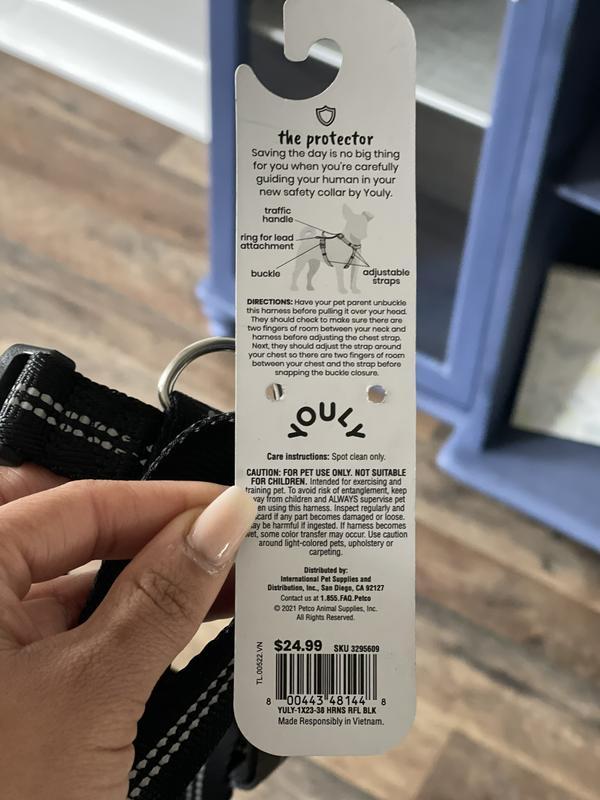 the protector
Saving the day is no big thing
for you when you're carefully
guiding your human in your
new safety collar by Youly.
traffic
handle
ring for lead
attachment
buckle
adjustable
straps
DIRECTIONS: Have your pet parent unbuckle
this harness before pulling it over your head.
They should check to make sure there are
two fingers of room between your neck and
harness before adjusting the chest strap.
Next, they should adjust the strap around
your chest so there are two fingers of room
between your chest and the strap before
snapping the buckle closure.
YOULY
Care instructions: Spot clean only.
CAUTION: FOR PET USE ONLY. NOT SUITABLE
FOR CHILDREN. Intended for exercising and
training pet. To avoid risk of entanglement, keep
away from children and ALWAYS supervise pet
when using this harness. Inspect regularly and
discard if any part becomes damaged or loose.
May be harmful if ingested. If harness becomes
wet, some color transfer may occur. Use caution
around light-colored pets, upholstery or
carpeting.
Distributed by:
International Pet Supplies and
Distribution, Inc., San Diego, CA 92127
Contact us at 1.855.FAQ.Petco
© 2021 Petco Animal Supplies, Inc.
All Rights Reserved.
TL.00522.VN
$24.99 SKU 3295609
8 00443 48144 8
YULY-1X23-38 HRNS RFL BLK
Made Responsibly in Vietnam.